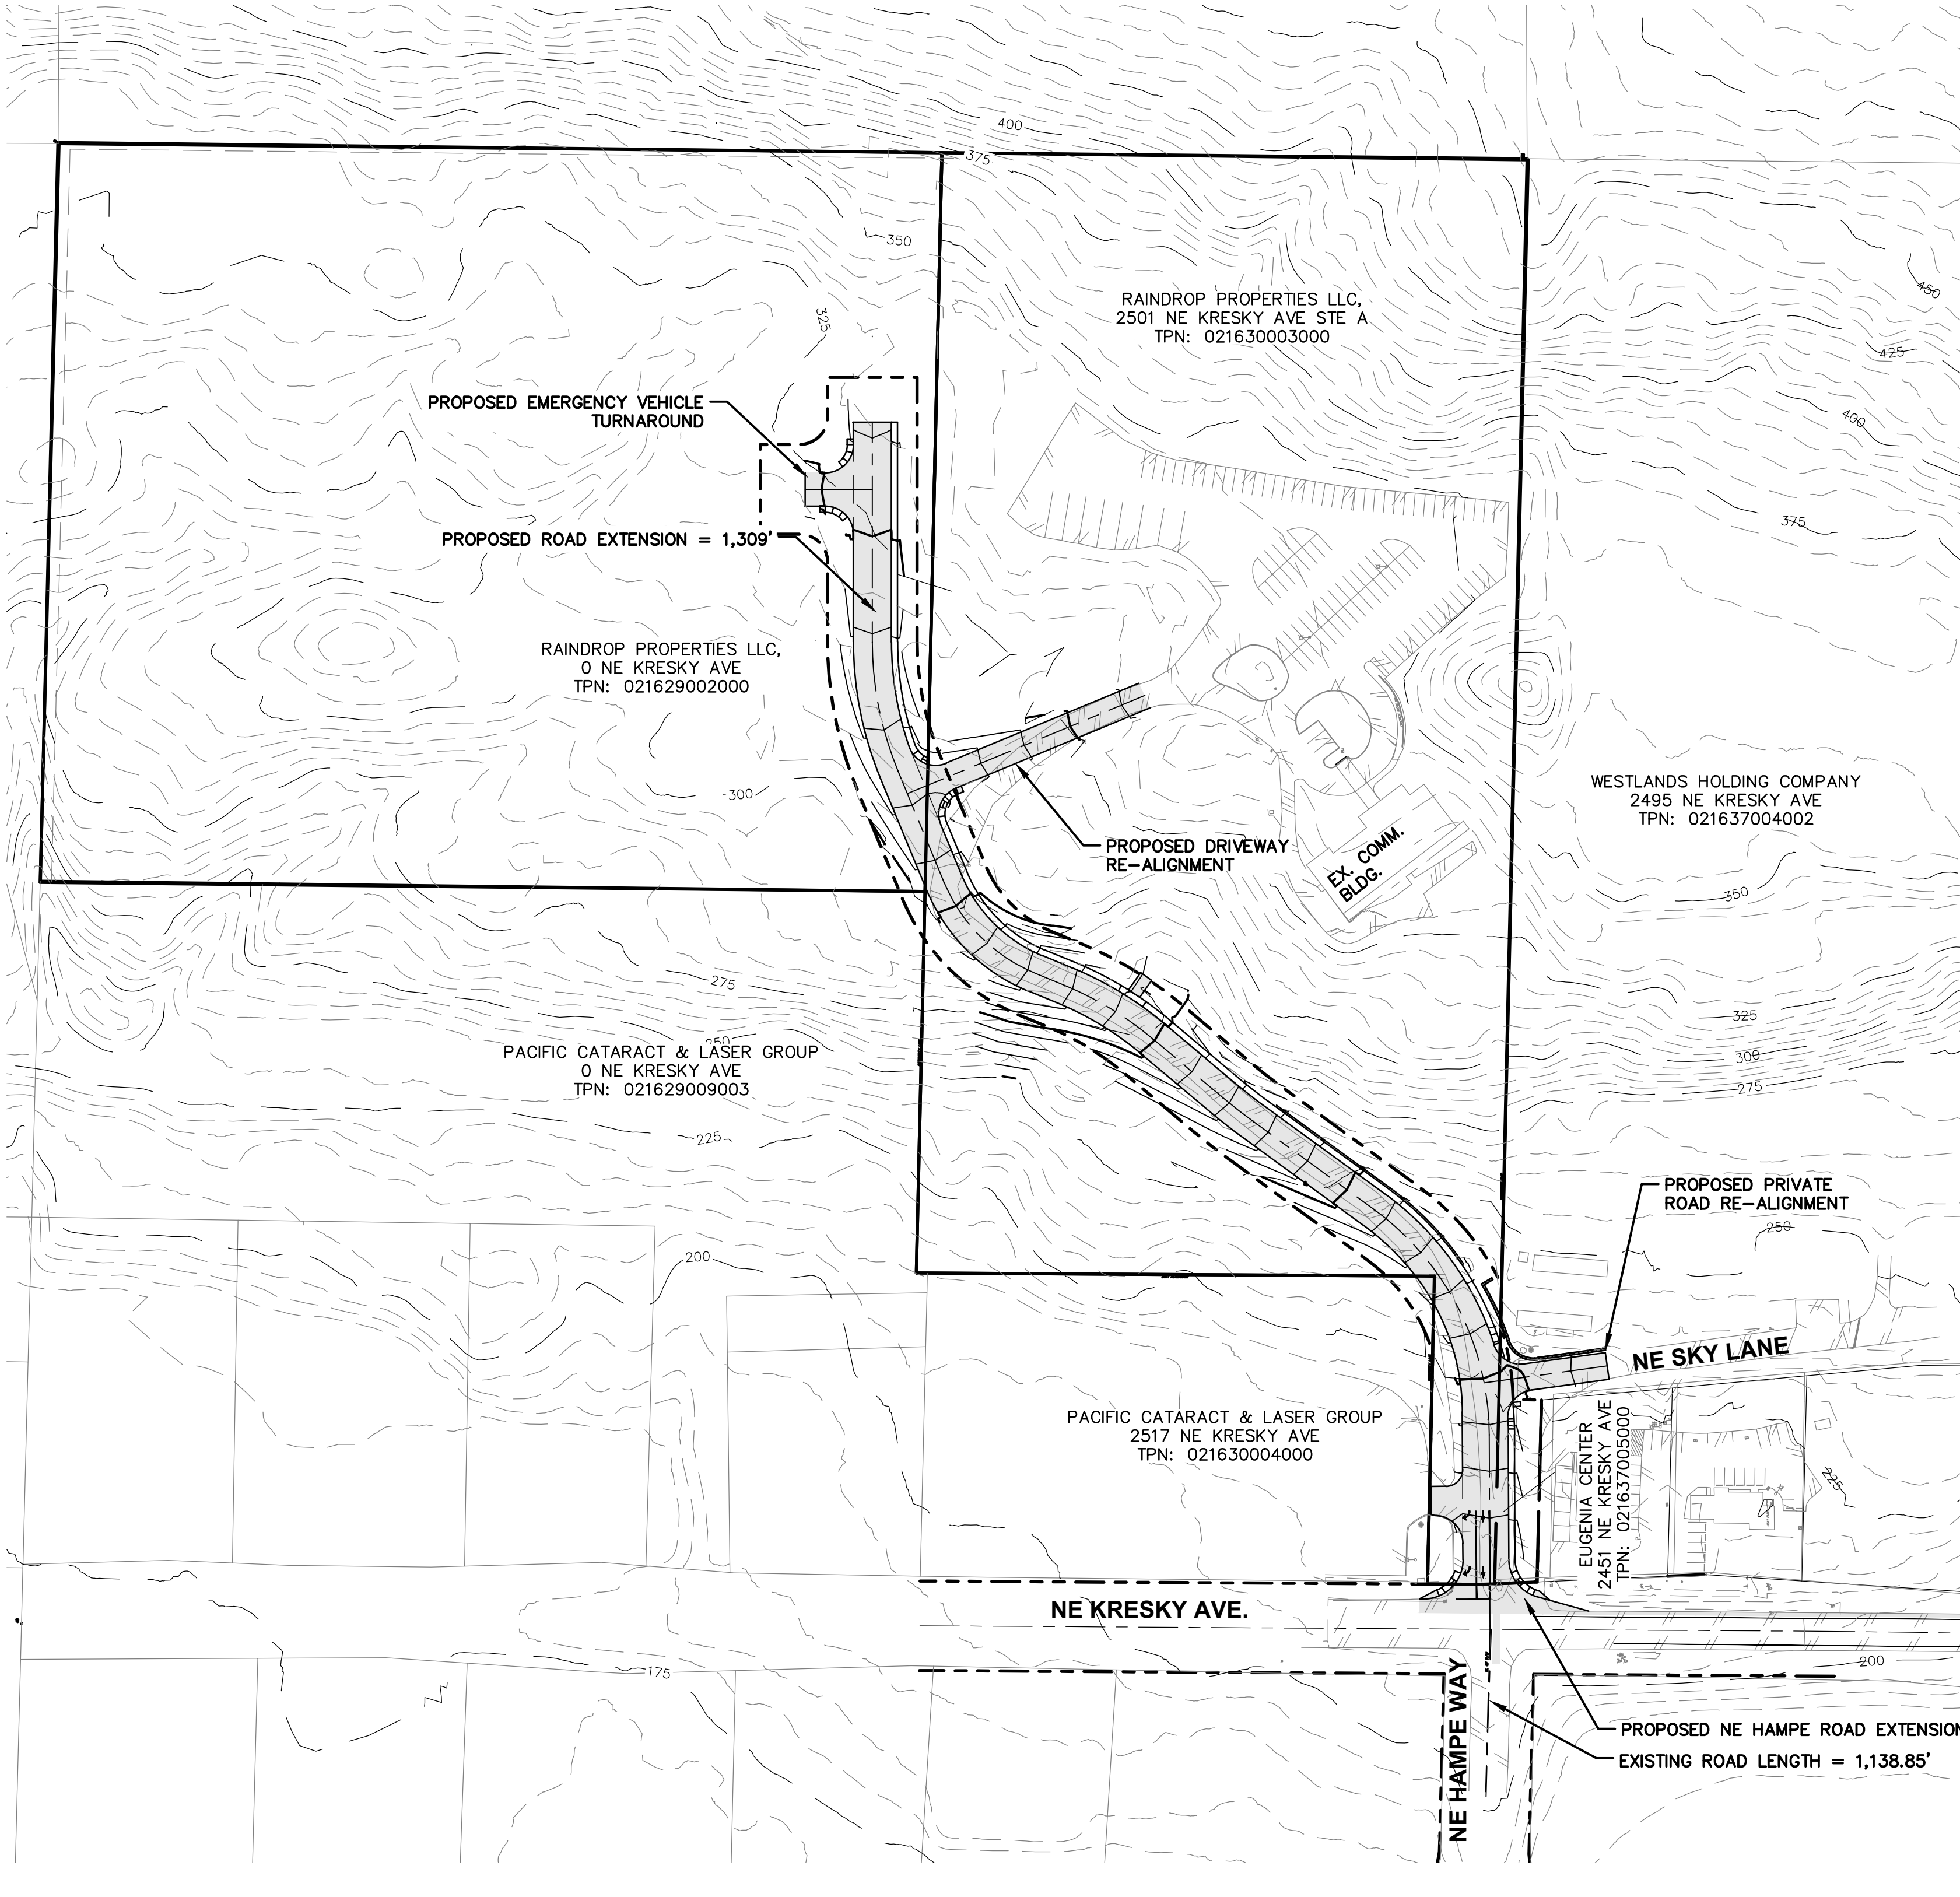 400
375
350
325
450
425
400
375
RAINDROP PROPERTIES LLC,
2501 NE KRESKY AVE STE A
TPN: 021630003000
PROPOSED EMERGENCY VEHICLE
TURNAROUND
PROPOSED ROAD EXTENSION = 1,309'
RAINDROP PROPERTIES LLC,
0 NE KRESKY AVE
TPN: 021629002000
300
PROPOSED DRIVEWAY
RE-ALIGNMENT
EX. COMM.
BLDG.
WESTLANDS HOLDING COMPANY
2495 NE KRESKY AVE
TPN: 021637004002
350
325
300
275
275
250
PACIFIC CATARACT & LASER GROUP
0 NE KRESKY AVE
TPN: 021629009003
225
200
PROPOSED PRIVATE
ROAD RE-ALIGNMENT
250
NE SKY LANE
PACIFIC CATARACT & LASER GROUP
2517 NE KRESKY AVE
TPN: 021630004000
EUGENIA CENTER
2451 NE KRESKY AVE
TPN: 021637005000
225
NE KRESKY AVE.
175
200
NE HAMPE WAY
PROPOSED NE HAMPE ROAD EXTENSION
EXISTING ROAD LENGTH = 1,138.85'